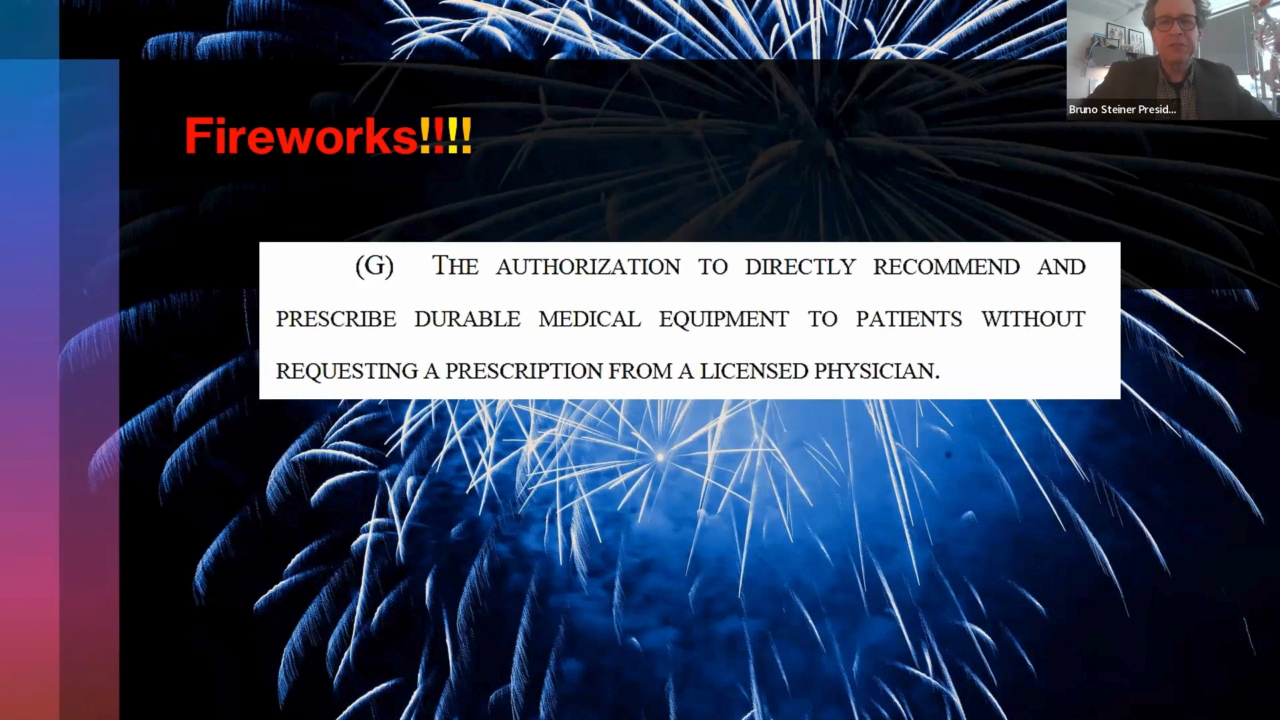 Bruno Steiner Presid...
Fireworks!!!!
(G) THE AUTHORIZATION TO DIRECTLY RECOMMEND AND
PRESCRIBE DURABLE MEDICAL EQUIPMENT TO PATIENTS WITHOUT
REQUESTING A PRESCRIPTION FROM A LICENSED PHYSICIAN.